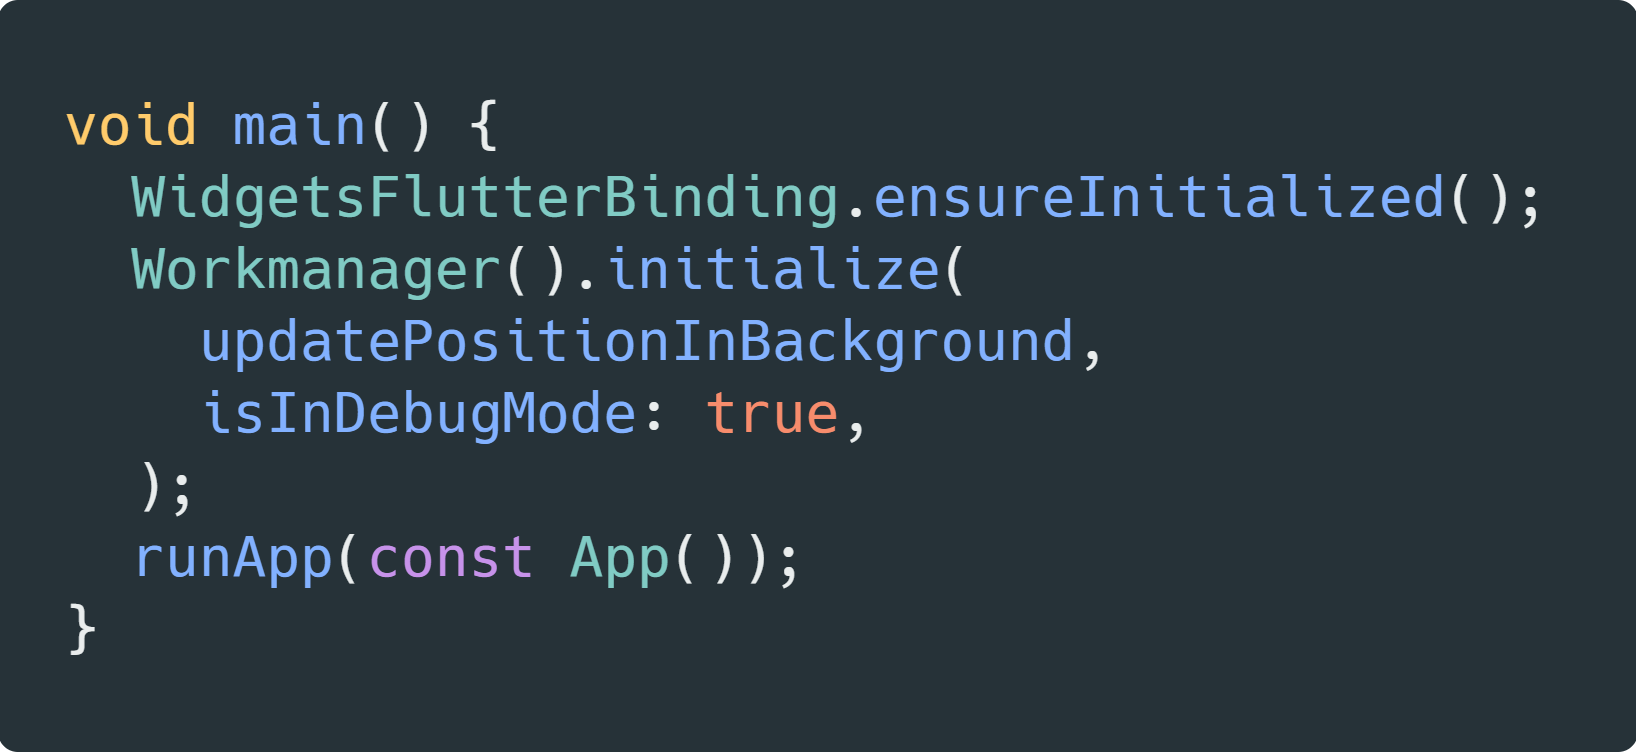 void main() {
  WidgetsFlutterBinding.ensureInitialized();
  Workmanager().initialize(
    updatePositionInBackground,
    isInDebugMode: true,
  );
  runApp(const App());
}